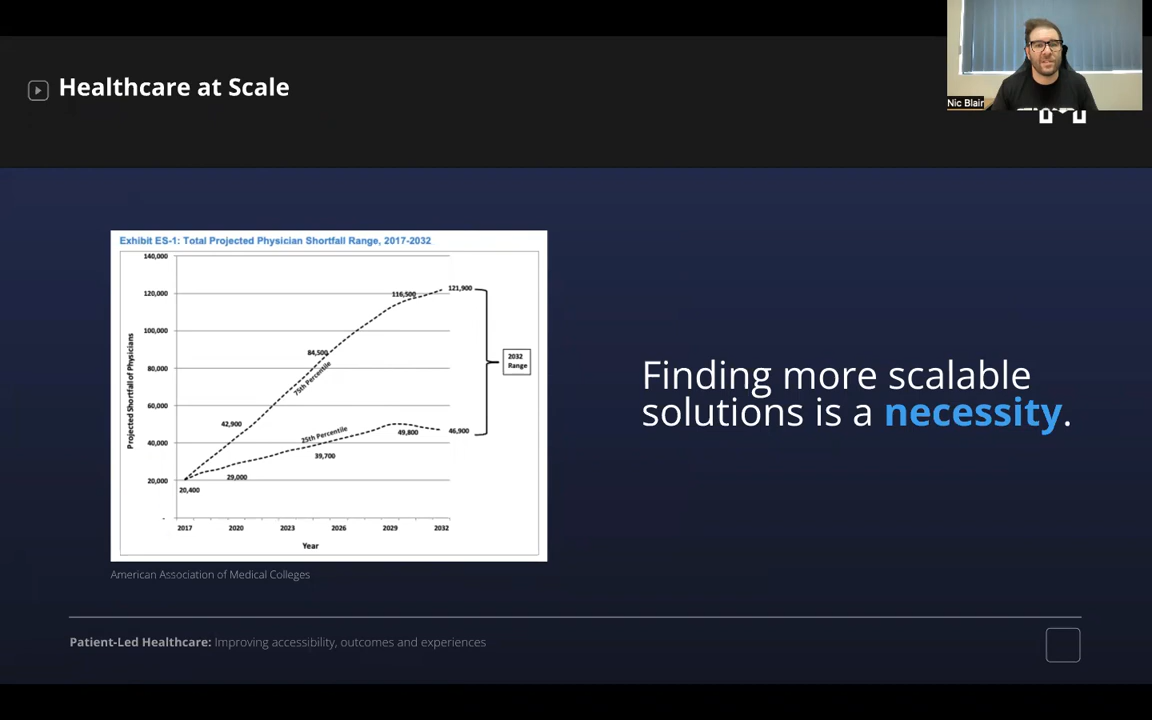 Healthcare at Scale
Nic Blair
Exhibit ES-1: Total Projected Physician Shortfall Range, 2017-2032
140,000
120,000
100,000
80,000
60,000
40,000
20,000
-
Projected Shortfall of Physicians
20,400
42,900
84,500
116,500
121,900
75th Percentile
25th Percentile
29,000
39,700
49,800
46,900
2032
Range
2017
2020
2023
2026
2029
2032
Year
American Association of Medical Colleges
Finding more scalable
solutions is a necessity.
Patient-Led Healthcare: Improving accessibility, outcomes and experiences